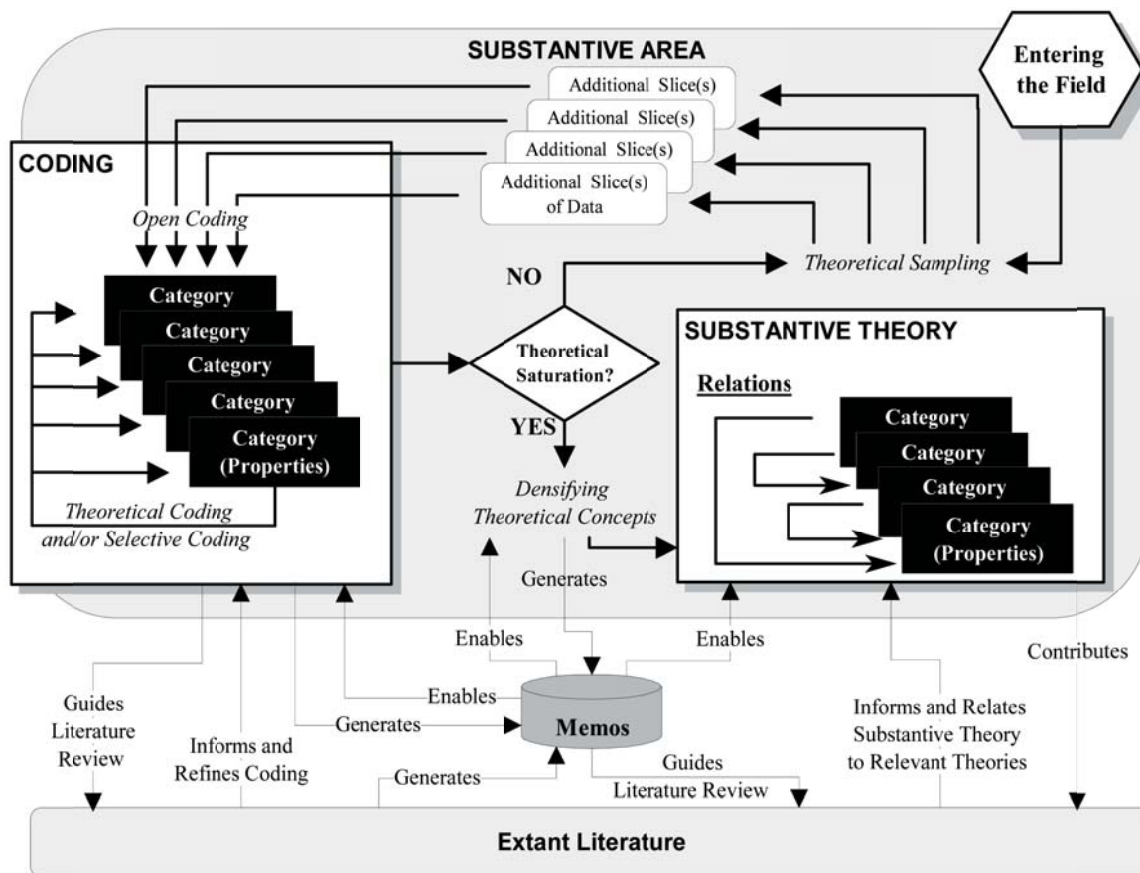 SUBSTANTIVE AREA
Entering
the Field
Additional Slice(s)
Additional Slice(s)
Additional Slice(s)
Additional Slice(s)
of Data
CODING
Open Coding
Category
Category
Category
Category
Category
(Properties)
Theoretical Coding
and/or Selective Coding
NO
Theoretical Sampling
Theoretical
Saturation?
YES
Densifying
Theoretical Concepts
SUBSTANTIVE THEORY
Relations
Category
Category
Category
Category
(Properties)
Generates
Enables
Enables
Contributes
Guides
Literature
Review
Informs and
Refines Coding
Enables
Generates
Generates
Memos
Guides
Literature Review
Informs and Relates
Substantive Theory
to Relevant Theories
Extant Literature